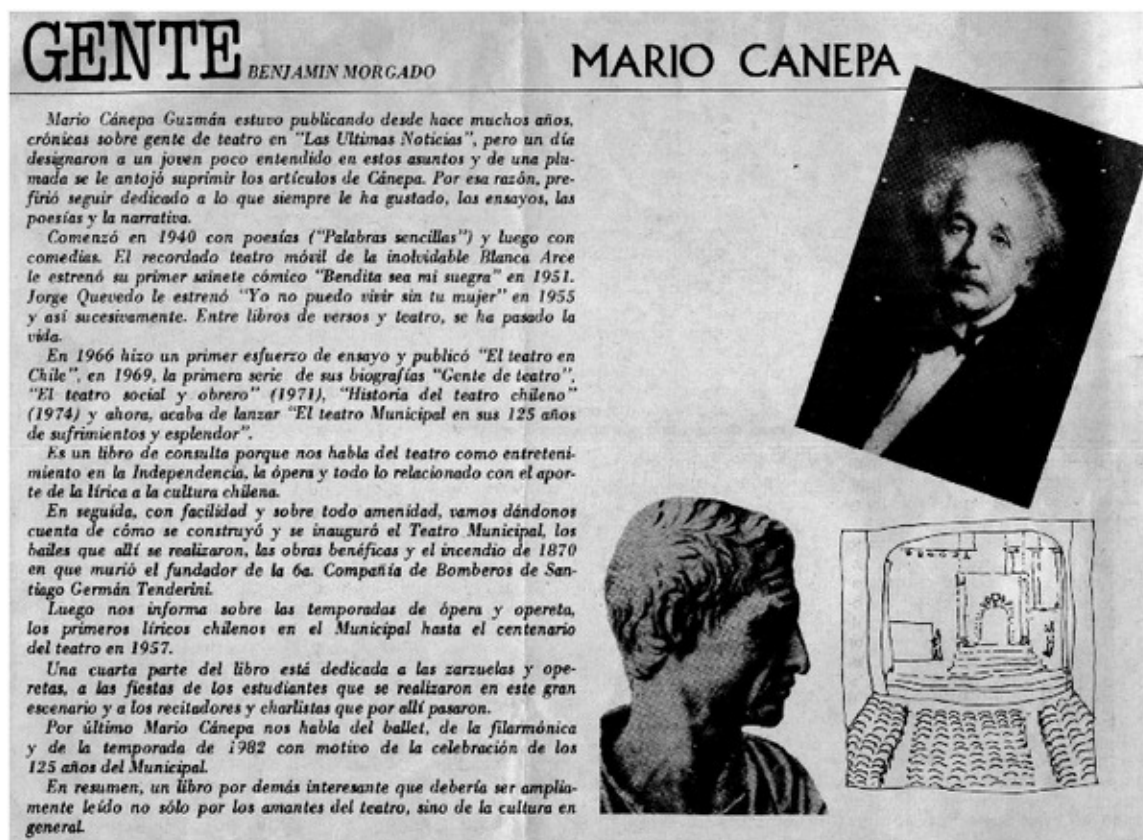 GENTE BENJAMIN MORGADO
MARIO CANEPA
Mario Cánepa Guzmán estuvo publicando desde hace muchos años,
crónicas sobre gente de teatro en "Las Ultimas Noticias", pero un día
designaron a un joven poco entendido en estos asuntos y de una plu-
mada se le antojó suprimir los artículos de Cánepa. Por esa razón, pre-
firió seguir dedicado a lo que siempre le ha gustado, los ensayos, las
poesías y la narrativa.
Comenzó en 1940 con poesías ("Palabras sencillas") y luego con
comedias. El recordado teatro móvil de la inolvidable Blanca Arce
le estrenó su primer sainete cómico "Bendita sea mi suegra" en 1951.
Jorge Quevedo le estrenó "Yo no puedo vivir sin tu mujer" en 1955
y así sucesivamente. Entre libros de versos y teatro, se ha pasado la
vida.
En 1966 hizo un primer esfuerzo de ensayo y publicó "El teatro en
Chile", en 1969, la primera serie de sus biografías "Gente de teatro",
"El teatro social y obrero" (1971), "Historia del teatro chileno"
(1974) y ahora, acaba de lanzar "El teatro Municipal en sus 125 años
de sufrimientos y esplendor".
Es un libro de consulta porque nos habla del teatro como entreteni-
miento en la Independencia, la ópera y todo lo relacionado con el apor-
te de la lírica a la cultura chilena.
En seguida, con facilidad y sobre todo amenidad, vamos dándonos
cuenta de cómo se construyó y se inauguró el Teatro Municipal, los
bailes que allí se realizaron, las obras benéficas y el incendio de 1870
en que murió el fundador de la 6a. Compañía de Bomberos de San-
tiago Germán Tenderini.
Luego nos informa sobre las temporadas de ópera y opereta,
los primeros líricos chilenos en el Municipal hasta el centenario
del teatro en 1957.
Una cuarta parte del libro está dedicada a las zarzuelas y ope-
retas, a las fiestas de los estudiantes que se realizaron en este gran
escenario y a los recitadores y charlistas que por allí pasaron.
Por último Mario Cánepa nos habla del ballet, de la filarmónica
y de la temporada de 1982 con motivo de la celebración de los
125 años del Municipal.
En resumen, un libro por demás interesante que debería ser amplia-
mente leído no sólo por los amantes del teatro, sino de la cultura en
general.